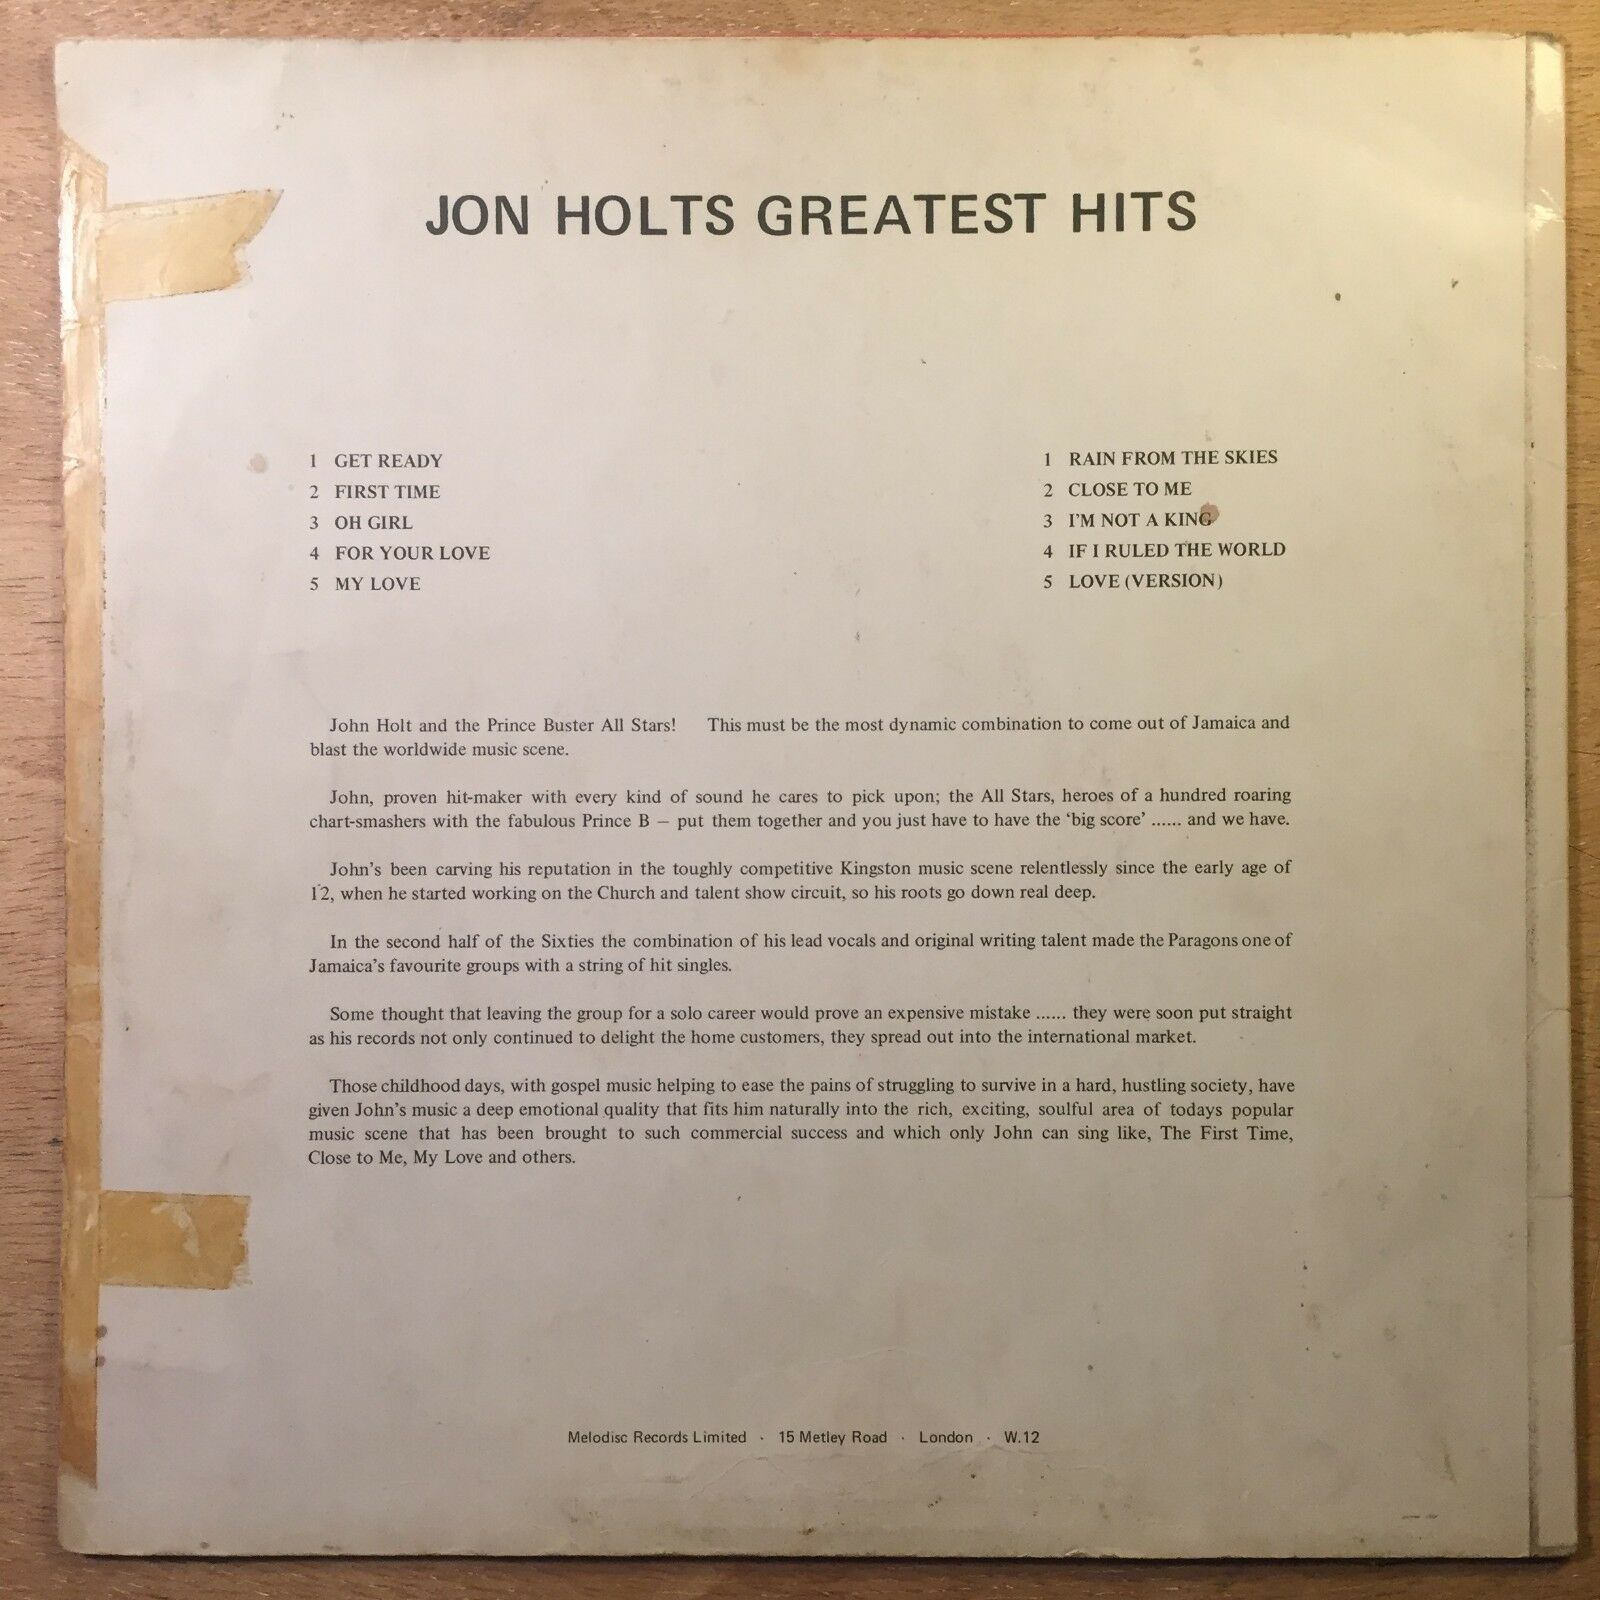 JON HOLTS GREATEST HITS
1 GET READY
2 FIRST TIME
3 OH GIRL
4 FOR YOUR LOVE
5 MY LOVE
1 RAIN FROM THE SKIES
2 CLOSE TO ME
3 I'M NOT A KING
4 IF I RULED THE WORLD
5 LOVE (VERSION)
John Holt and the Prince Buster All Stars! This must be the most dynamic combination to come out of Jamaica and
blast the worldwide music scene.
John, proven hit-maker with every kind of sound he cares to pick upon; the All Stars, heroes of a hundred roaring
chart-smashers with the fabulous Prince B – put them together and you just have to have the ‘big score’ ...... and we have.
John’s been carving his reputation in the toughly competitive Kingston music scene relentlessly since the early age of
12, when he started working on the Church and talent show circuit, so his roots go down real deep.
In the second half of the Sixties the combination of his lead vocals and original writing talent made the Paragons one of
Jamaica’s favourite groups with a string of hit singles.
Some thought that leaving the group for a solo career would prove an expensive mistake ...... they were soon put straight
as his records not only continued to delight the home customers, they spread out into the international market.
Those childhood days, with gospel music helping to ease the pains of struggling to survive in a hard, hustling society, have
given John’s music a deep emotional quality that fits him naturally into the rich, exciting, soulful area of todays popular
music scene that has been brought to such commercial success and which only John can sing like, The First Time,
Close to Me, My Love and others.
Melodisc Records Limited · 15 Metley Road · London · W.12